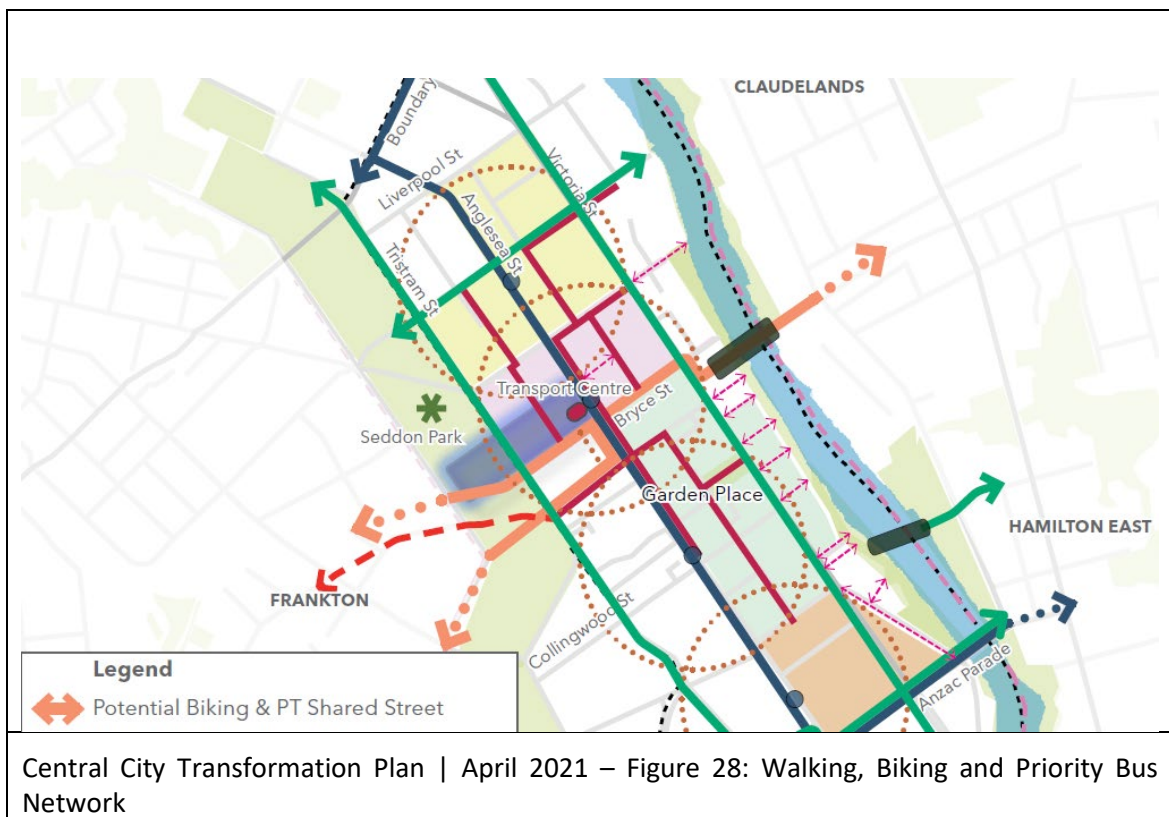 CLAUDELANDS
Boundary
Liverpool St
Victoria St
Anglesea St
Tristram St
Transport Centre
Bryce St
Seddon Park
Garden Place
HAMILTON EAST
FRANKTON
Collingwood St
Anzac Parade
Legend
Potential Biking & PT Shared Street
Central City Transformation Plan | April 2021 – Figure 28: Walking, Biking and Priority Bus
Network